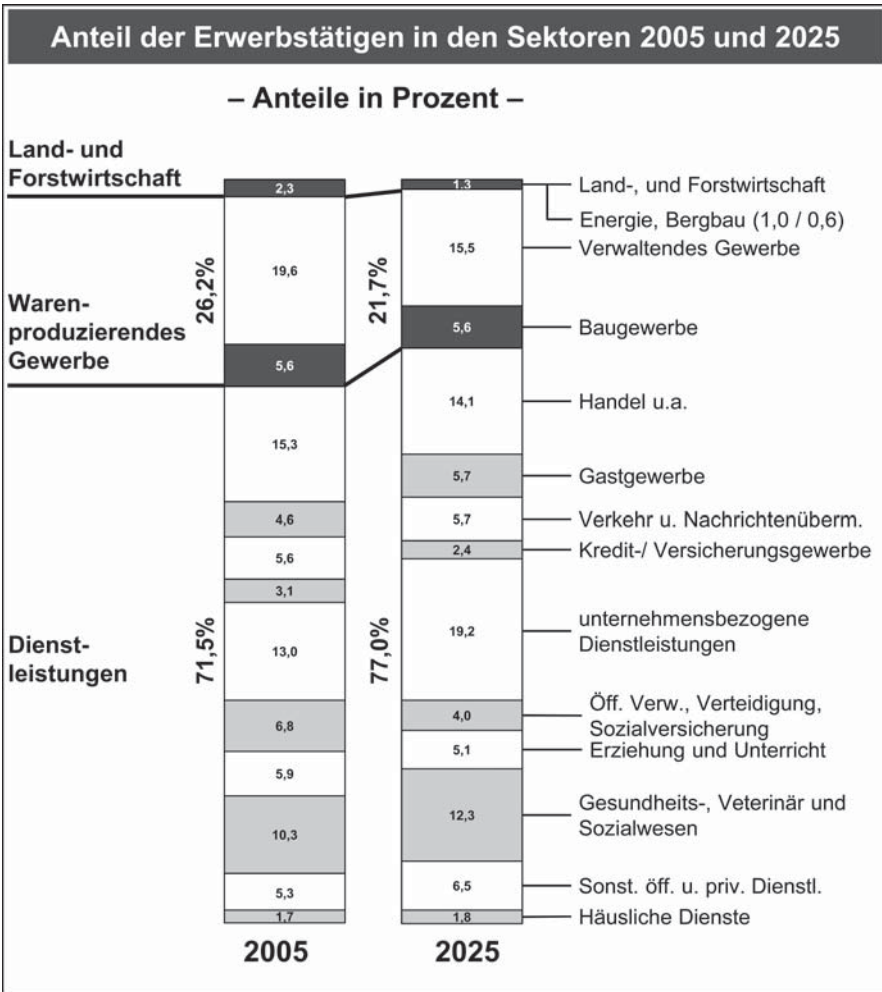 Anteil der Erwerbstätigen in den Sektoren 2005 und 2025
– Anteile in Prozent –
Land- und
Forstwirtschaft
Waren-
produzierendes
Gewerbe
Dienst-
leistungen
26,2%
71,5%
2,3
19,6
5,6
15,3
4,6
5,6
3,1
13,0
6,8
5,9
10,3
5,3
1,7
2005
21,7%
77,0%
1.3
15,5
5,6
14,1
5,7
5,7
2,4
19,2
4,0
5,1
12,3
6,5
1,8
2025
Land-, und Forstwirtschaft
Energie, Bergbau (1,0 / 0,6)
Verwaltendes Gewerbe
Baugewerbe
Handel u.a.
Gastgewerbe
Verkehr u. Nachrichtenüberm.
Kredit-/ Versicherungsgewerbe
unternehmensbezogene
Dienstleistungen
Öff. Verw., Verteidigung,
Sozialversicherung
Erziehung und Unterricht
Gesundheits-, Veterinär und
Sozialwesen
Sonst. öff. u. priv. Dienstl.
Häusliche Dienste